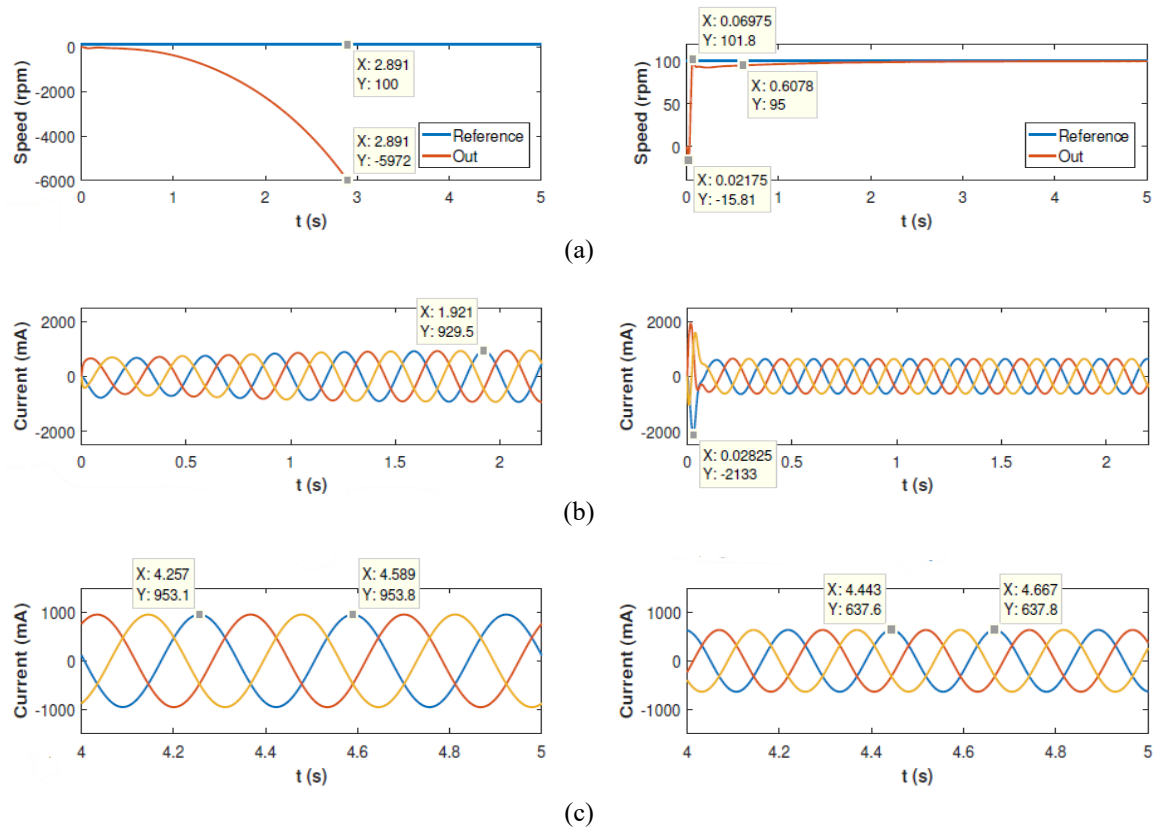 0
-2000
-4000
-6000
Speed (rpm)
X: 2.891
Y: 100
X: 2.891
Y: -5972
Reference
Out
0 1 2 3 4 5
t (s)
X: 0.06975
Y: 101.8
100
50
0
Speed (rpm)
X: 0.6078
Y: 95
X: 0.02175
Y: -15.81
Reference
Out
0 1 2 3 4 5
t (s)
(a)
X: 1.921
Y: 929.5
2000
0
-2000
Current (mA)
0 0.5 1 1.5 2
t (s)
2000
0
-2000
Current (mA)
X: 0.02825
Y: -2133
0 0.5 1 1.5 2
t (s)
(b)
X: 4.257
Y: 953.1
X: 4.589
Y: 953.8
1000
0
-1000
Current (mA)
4 4.2 4.4 4.6 4.8 5
t (s)
X: 4.443
Y: 637.6
X: 4.667
Y: 637.8
1000
0
-1000
Current (mA)
4 4.2 4.4 4.6 4.8 5
t (s)
(c)